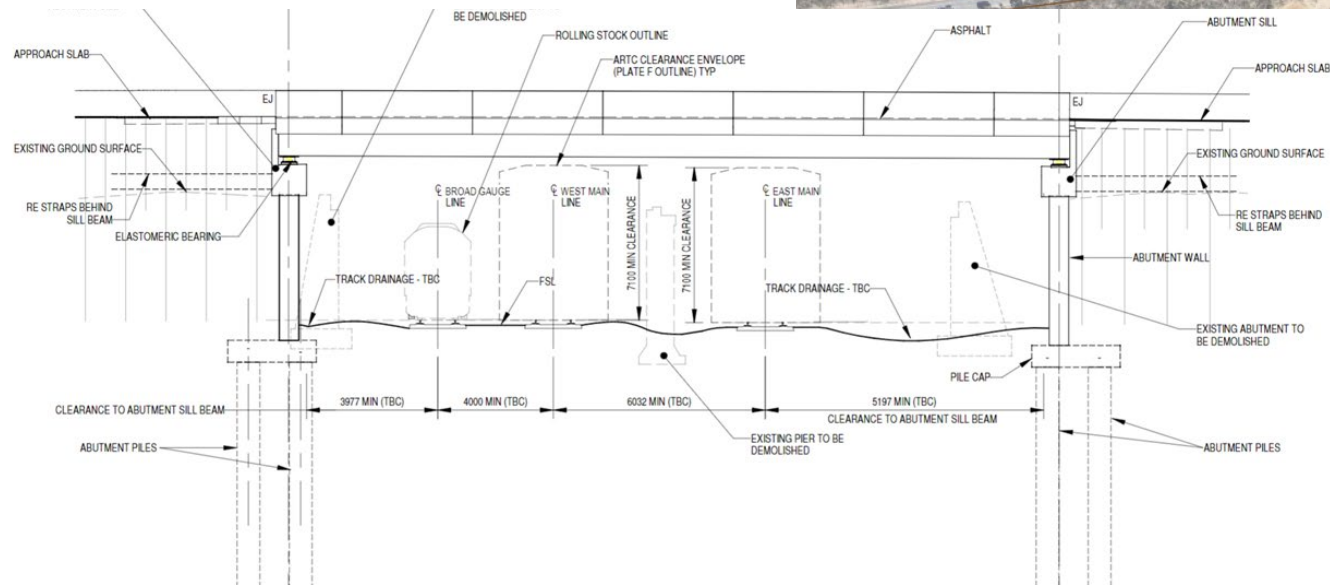 BE DEMOLISHED
ROLLING STOCK OUTLINE
ASPHALT
ABUTMENT SILL
APPROACH SLAB
ARTC CLEARANCE ENVELOPE
(PLATE F OUTLINE) TYP
APPROACH SLAB
EJ
EJ
EXISTING GROUND SURFACE
EXISTING GROUND SURFACE
℄ BROAD GAUGE
LINE
℄ WEST MAIN
LINE
℄ EAST MAIN
LINE
7100 MIN CLEARANCE
7100 MIN CLEARANCE
RE STRAPS BEHIND
SILL BEAM
RE STRAPS BEHIND
SILL BEAM
ELASTOMERIC BEARING
ABUTMENT WALL
TRACK DRAINAGE - TBC
FSL
TRACK DRAINAGE - TBC
EXISTING ABUTMENT TO
BE DEMOLISHED
PILE CAP
3977 MIN (TBC)
4000 MIN (TBC)
6032 MIN (TBC)
5197 MIN (TBC)
CLEARANCE TO ABUTMENT SILL BEAM
CLEARANCE TO ABUTMENT SILL BEAM
ABUTMENT PILES
EXISTING PIER TO BE
DEMOLISHED
ABUTMENT PILES